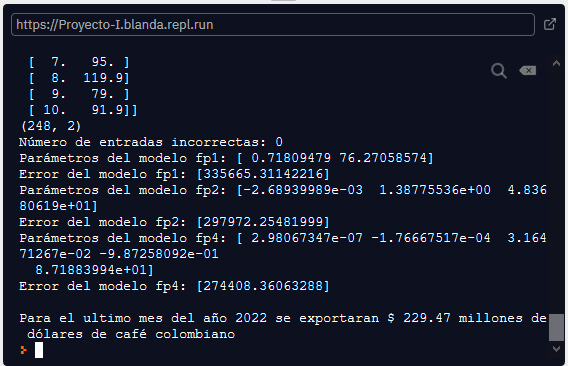 https://Proyecto-I.blanda.repl.run
[  7.   95. ]
[  8.  119.9]
[  9.   79. ]
[ 10.   91.9]]
(248, 2)
Número de entradas incorrectas: 0
Parámetros del modelo fp1: [ 0.71809479 76.27058574]
Error del modelo fp1: [335665.31142216]
Parámetros del modelo fp2: [-2.68939989e-03  1.38775536e+00  4.836
80619e+01]
Error del modelo fp2: [297972.25481999]
Parámetros del modelo fp4: [ 2.98067347e-07 -1.76667517e-04  3.164
71267e-02 -9.87258092e-01
  8.71883994e+01]
Error del modelo fp4: [274408.36063288]
Para el ultimo mes del año 2022 se exportaran $ 229.47 millones de
dólares de café colombiano
>